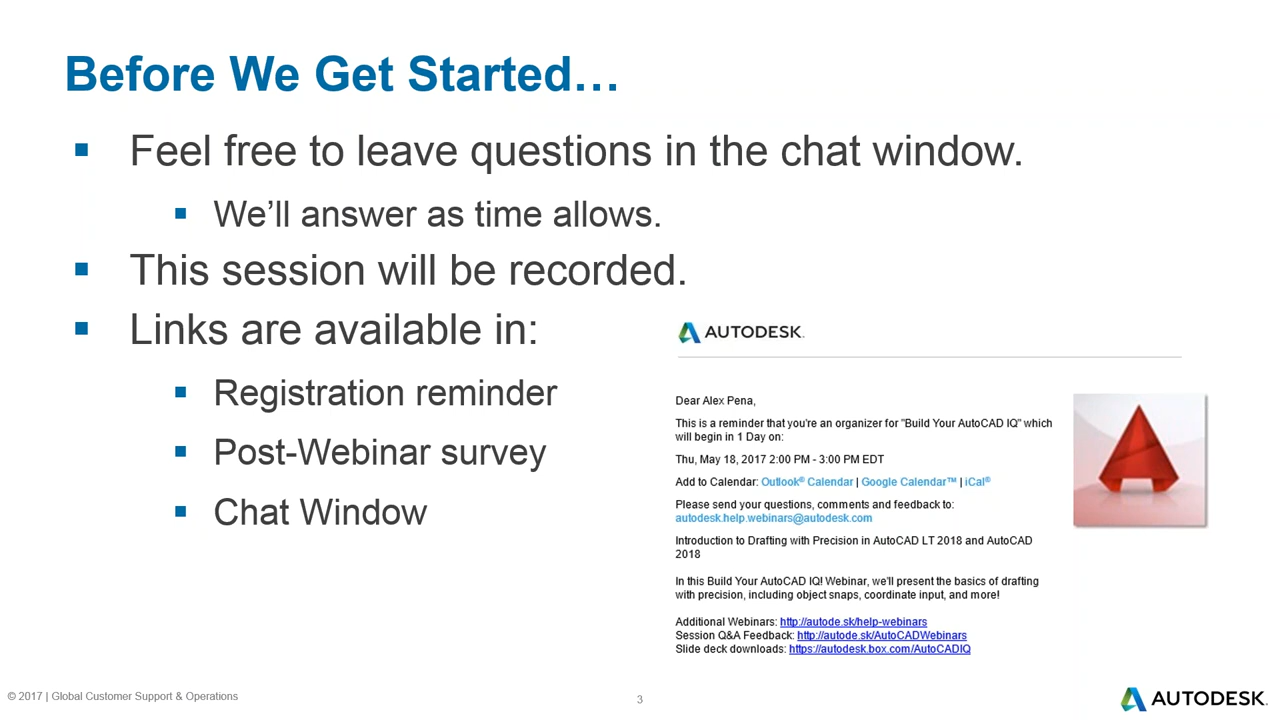 Before We Get Started…
▪ Feel free to leave questions in the chat window.
▪ We’ll answer as time allows.
▪ This session will be recorded.
▪ Links are available in:
▪ Registration reminder
▪ Post-Webinar survey
▪ Chat Window
AUTODESK.
Dear Alex Pena,
This is a reminder that you're an organizer for "Build Your AutoCAD IQ" which
will begin in 1 Day on:
Thu, May 18, 2017 2:00 PM - 3:00 PM EDT
Add to Calendar: Outlook® Calendar | Google Calendar™ | iCal®
Please send your questions, comments and feedback to:
autodesk.help.webinars@autodesk.com
Introduction to Drafting with Precision in AutoCAD LT 2018 and AutoCAD
2018
In this Build Your AutoCAD IQ! Webinar, we'll present the basics of drafting
with precision, including object snaps, coordinate input, and more!
Additional Webinars: http://autode.sk/help-webinars
Session Q&A Feedback: http://autode.sk/AutoCADWebinars
Slide deck downloads: https://autodesk.box.com/AutoCADIQ
© 2017 | Global Customer Support & Operations
3
AUTODESK.